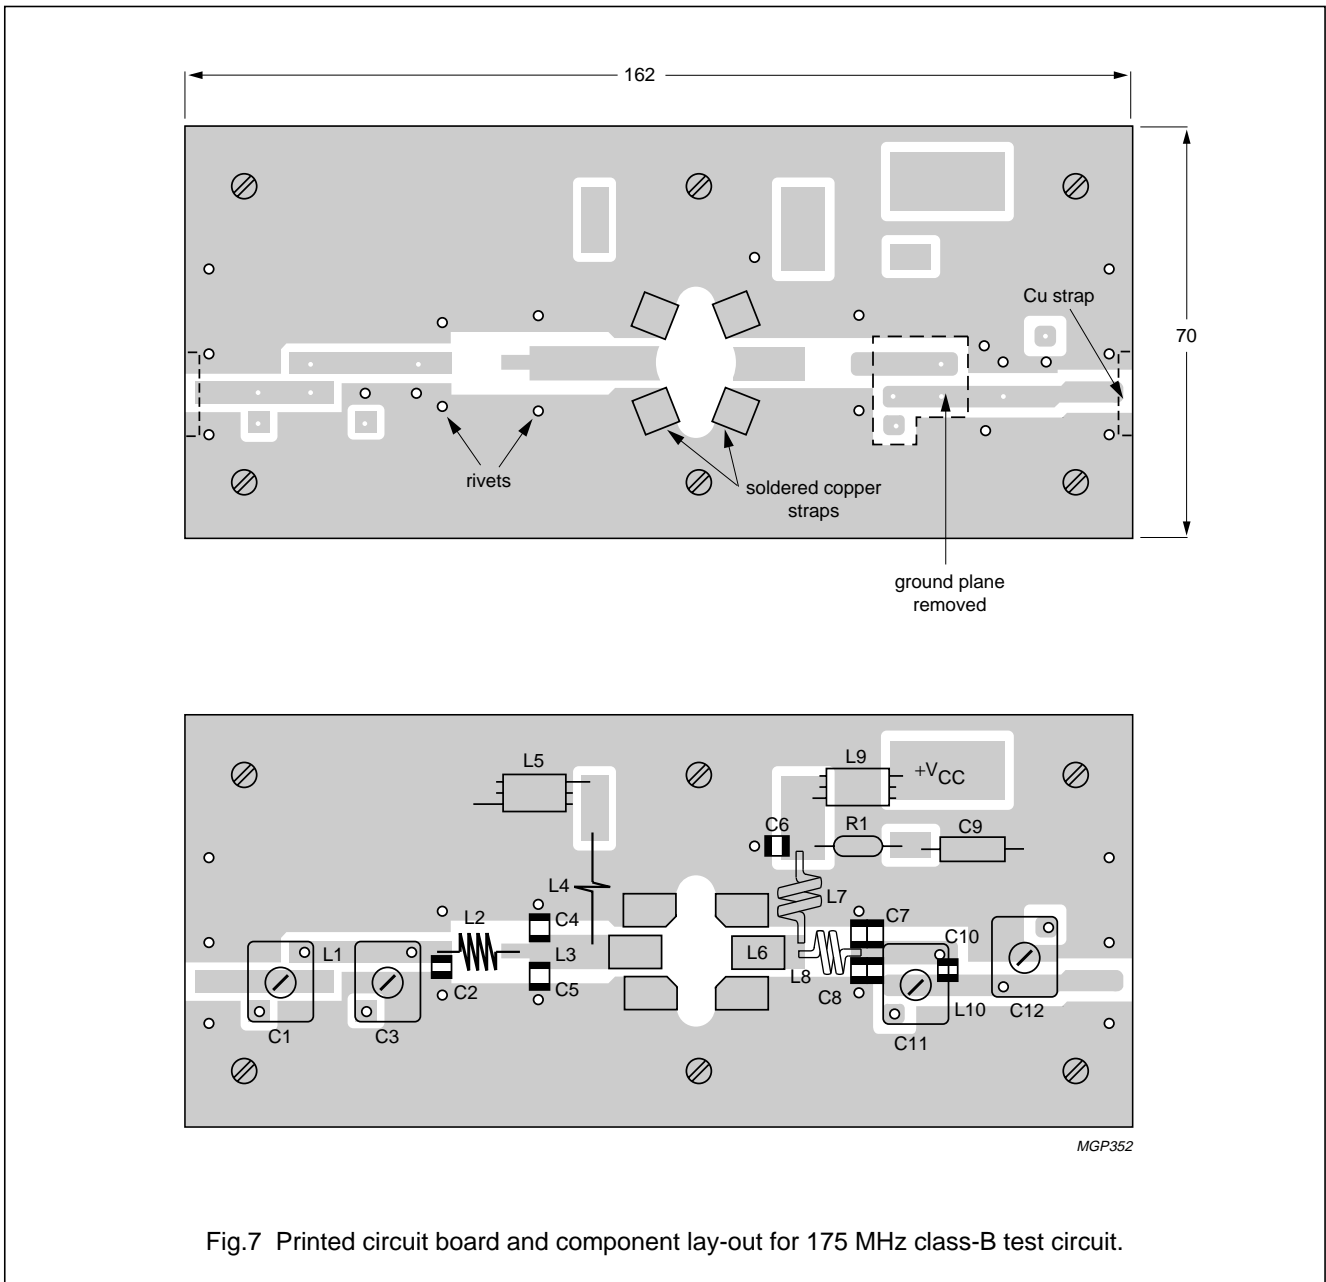 162
Cu strap
70
rivets
soldered copper
straps
ground plane
removed
L5
L9
+VCC
C6
R1
C9
L4
L7
L2
C4
C7
C10
L1
L3
L6
L8
C2
C5
C8
L10
C12
C1
C3
C11
MGP352
Fig.7 Printed circuit board and component lay-out for 175 MHz class-B test circuit.